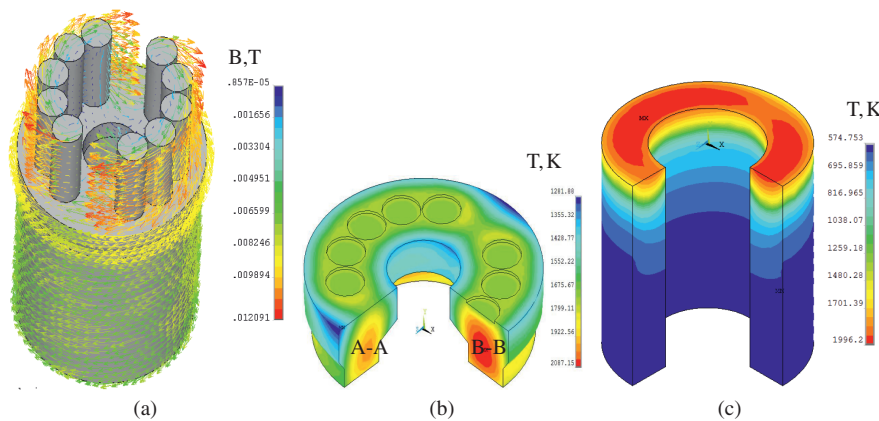 B,T
.857E-05
.001656
.003304
.004951
.006599
.008246
.009894
.012091
(a)
T,K
1281.88
1355.32
1428.77
1552.22
1675.67
1799.11
1922.56
2087.15
A-A
B-B
X
(b)
T,K
574.753
695.859
816.965
1038.07
1259.18
1480.28
1701.39
1996.2
MX
X
(c)